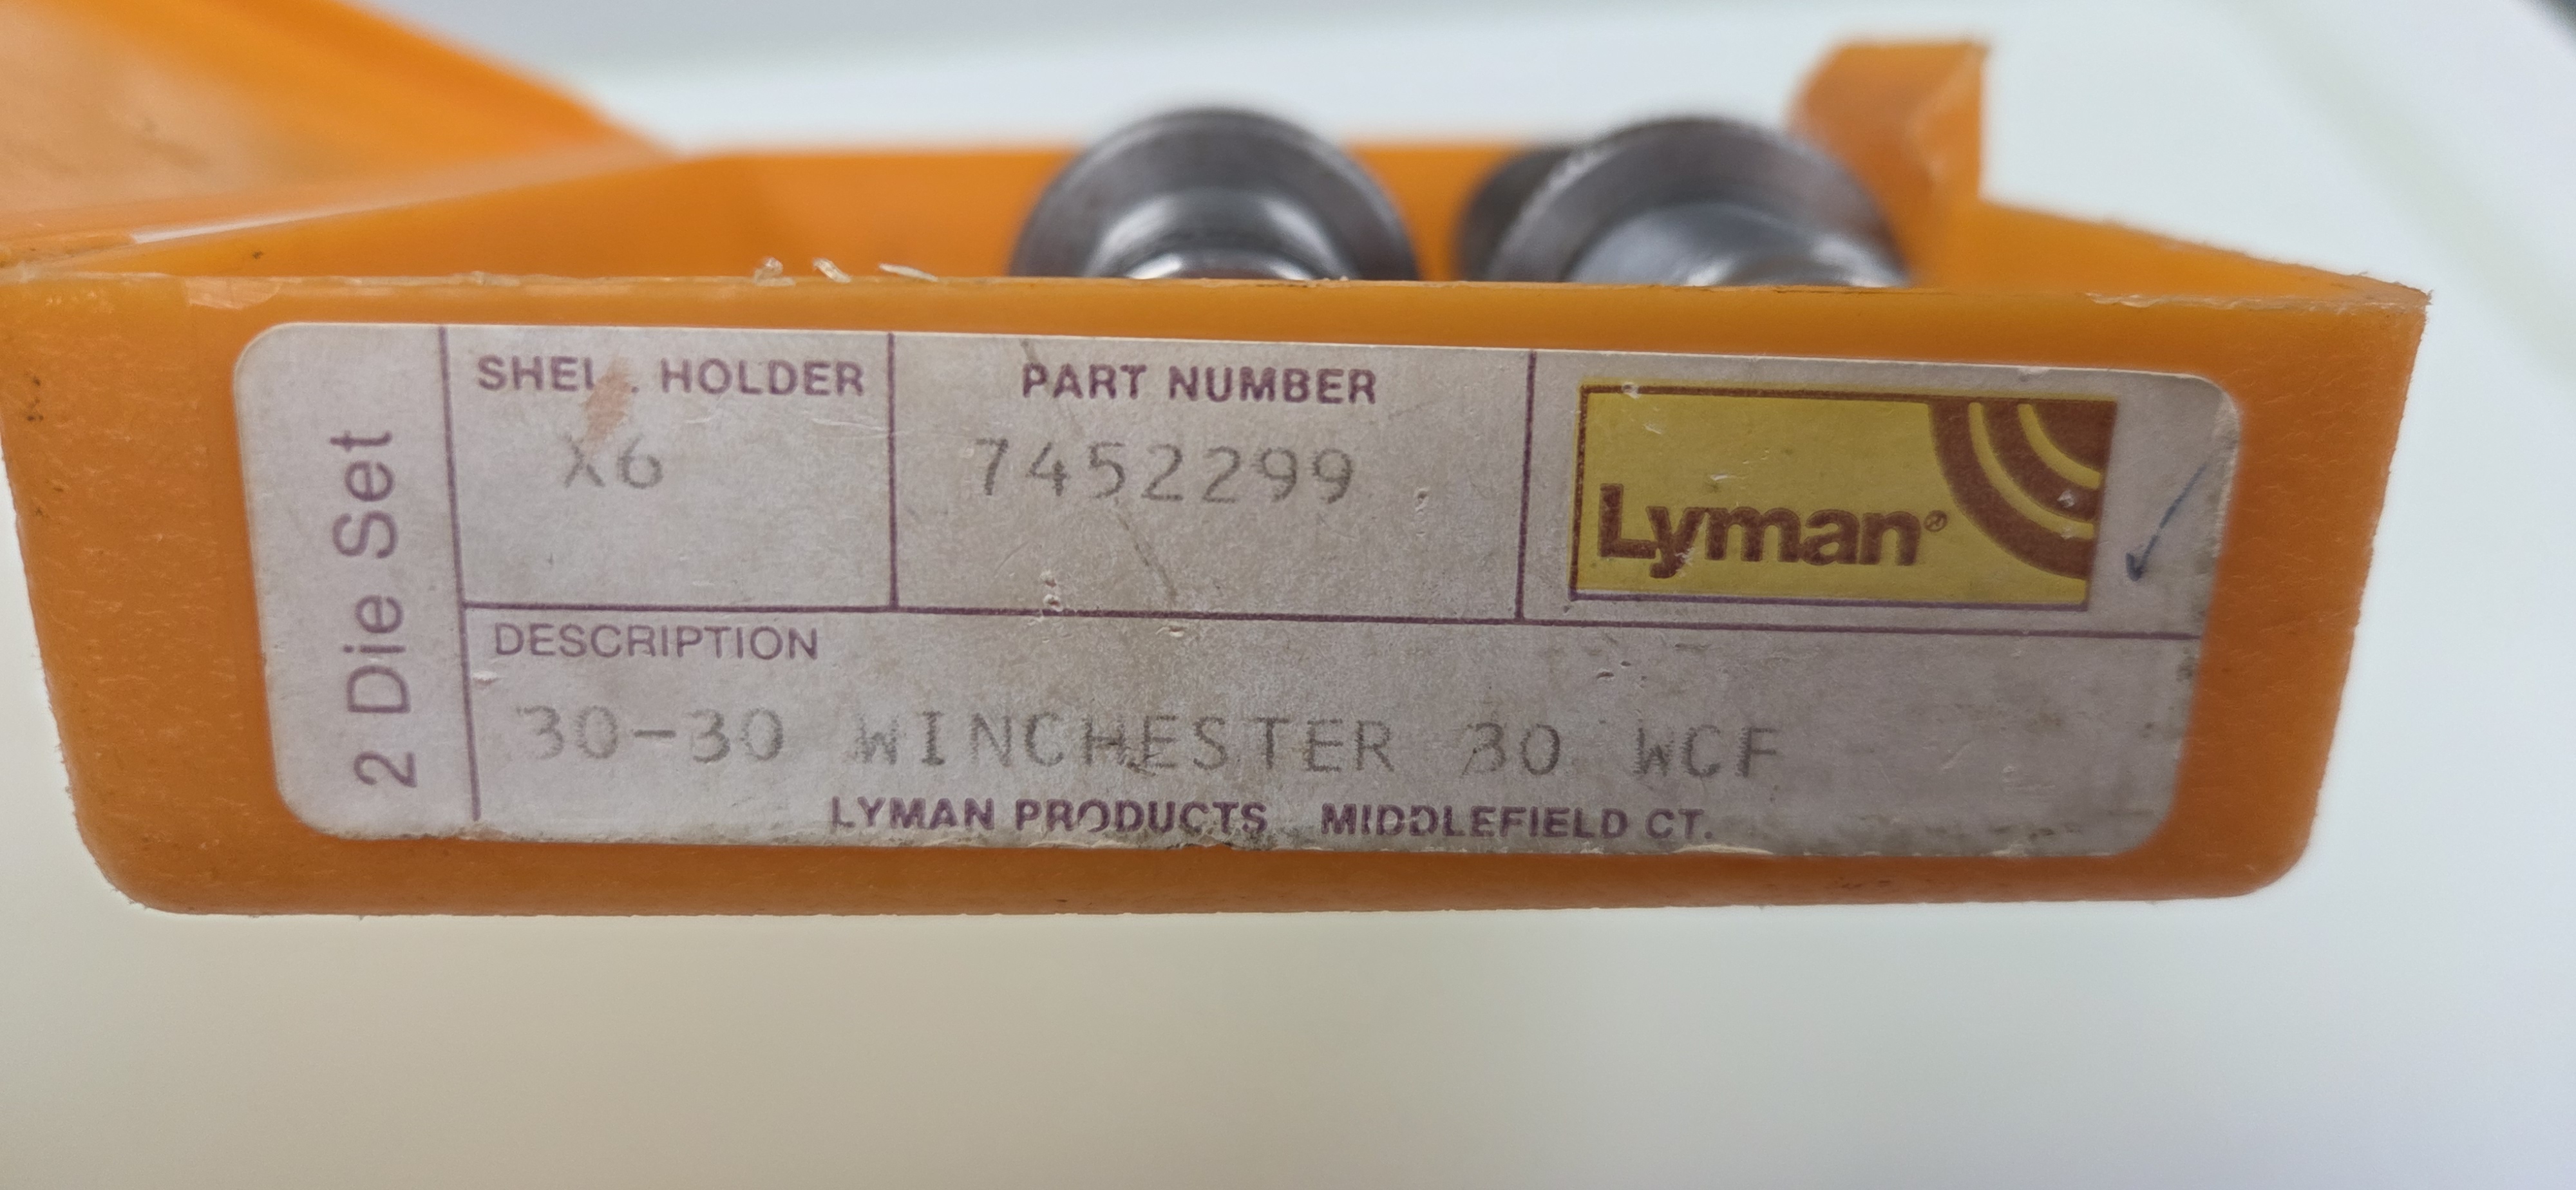 2 Die Set
SHELL HOLDER
X6
PART NUMBER
7452299
Lyman®
DESCRIPTION
30-30 WINCHESTER 30 WCF
LYMAN PRODUCTS MIDDLEFIELD CT.